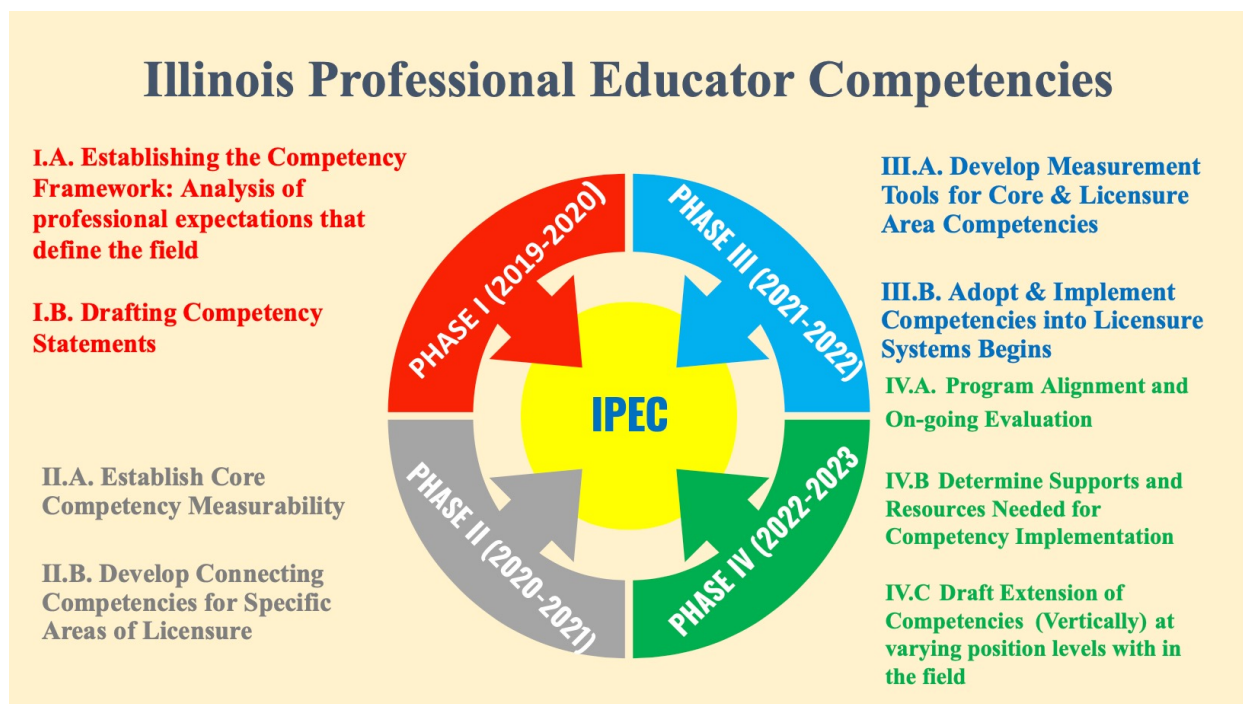 Illinois Professional Educator Competencies
I.A. Establishing the Competency
Framework: Analysis of
professional expectations that
define the field
I.B. Drafting Competency
Statements
II.A. Establish Core
Competency Measurability
II.B. Develop Connecting
Competencies for Specific
Areas of Licensure
PHASE I (2019-2020)
PHASE III (2021-2022)
IPEC
PHASE II (2020-2021)
PHASE IV (2022-2023
III.A. Develop Measurement
Tools for Core & Licensure
Area Competencies
III.B. Adopt & Implement
Competencies into Licensure
Systems Begins
IV.A. Program Alignment and
On-going Evaluation
IV.B Determine Supports and
Resources Needed for
Competency Implementation
IV.C Draft Extension of
Competencies (Vertically) at
varying position levels with in
the field